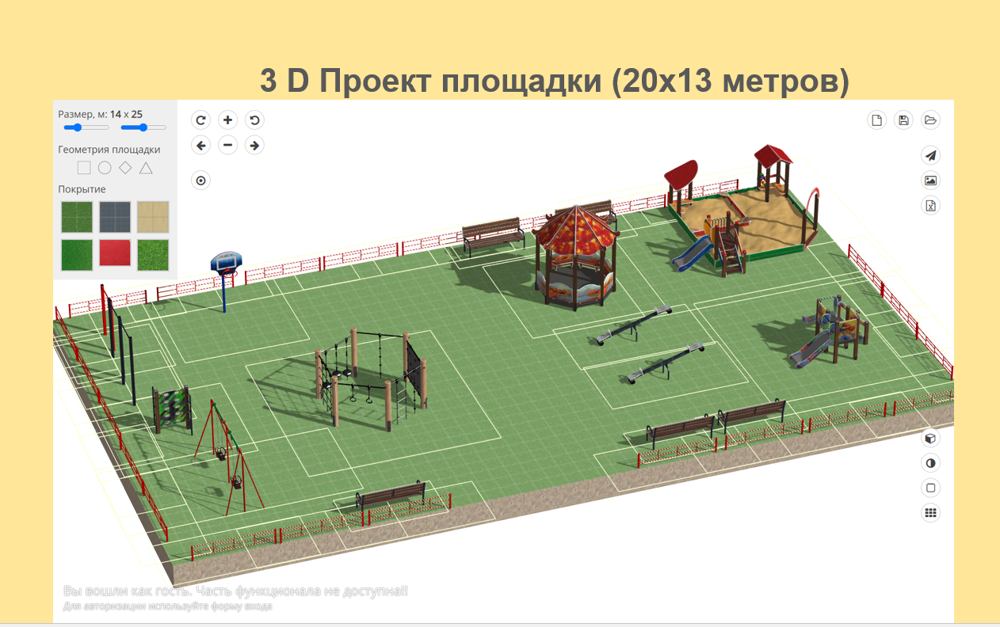 3 D Проект площадки (20х13 метров)
Размер, м: 14 x 25
Геометрия площадки
Покрытие
Вы вошли как гость. Часть функционала не доступна!!
Для авторизации используйте форму входа